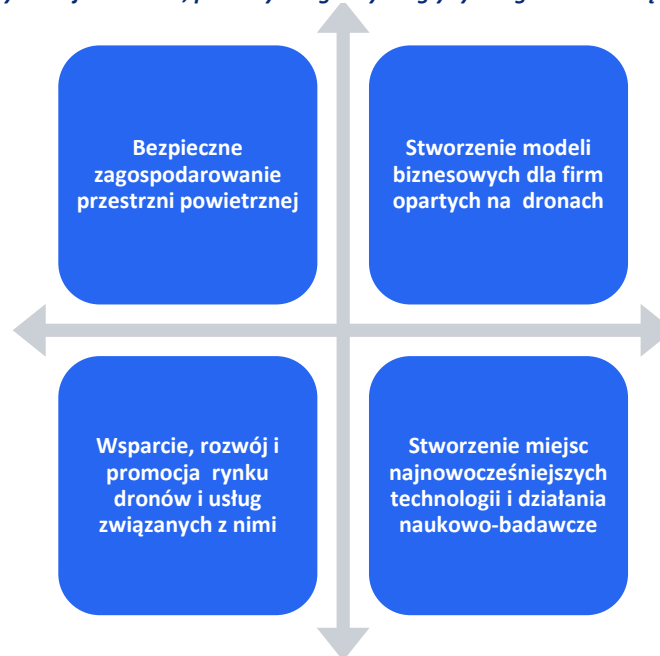 Bezpieczne
zagospodarowanie
przestrzni powietrznej
Stworzenie modeli
biznesowych dla firm
opartych na dronach
Wsparcie, rozwój i
promocja rynku
dronów i usług
związanych z nimi
Stworzenie miejsc
najnowocześniejszych
technologii i działania
naukowo-badawcze